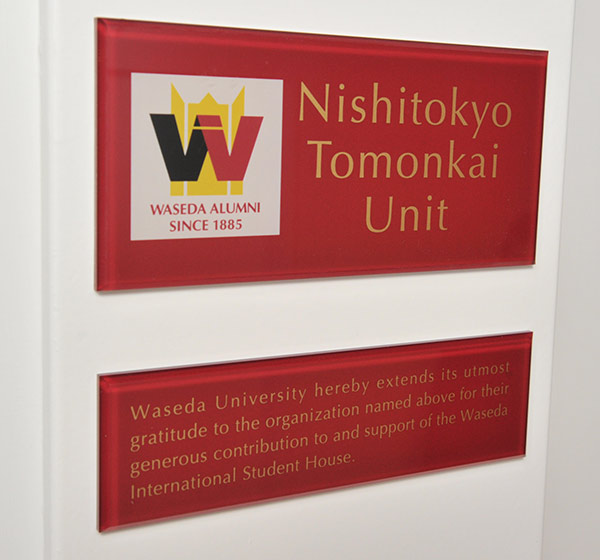 Nishitokyo
Tomonkai
Unit
WASEDA ALUMNI
SINCE 1885
Waseda University hereby extends its utmost
gratitude to the organization named above for their
generous contribution to and support of the Waseda
International Student House.